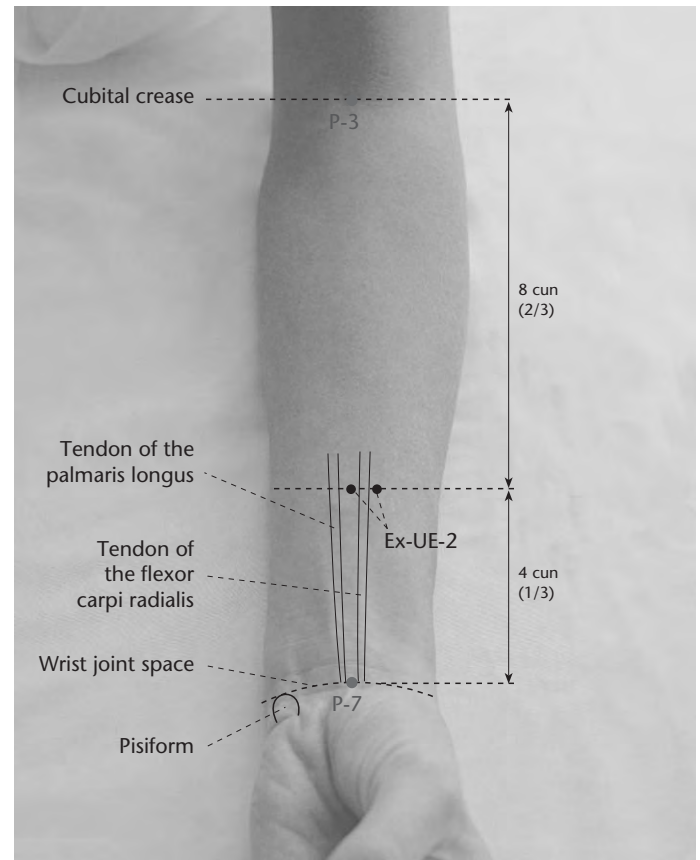 Cubital crease
P-3
8 cun
(2/3)
Tendon of the
palmaris longus
Ex-UE-2
Tendon of
the flexor
carpi radialis
4 cun
(1/3)
Wrist joint space
P-7
Pisiform